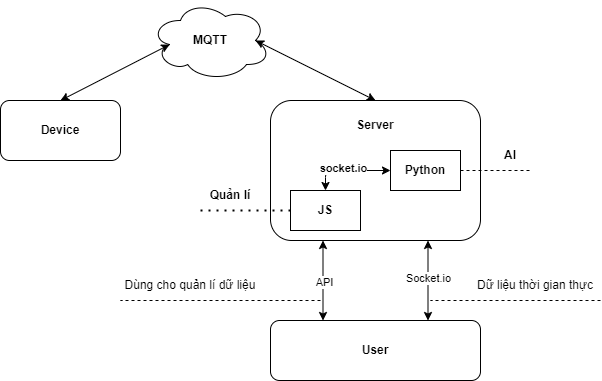 MQTT
Device
Server
socket.io
Python
AI
Quản lí
JS
Dùng cho quản lí dữ liệu
API
Socket.io
Dữ liệu thời gian thực
User